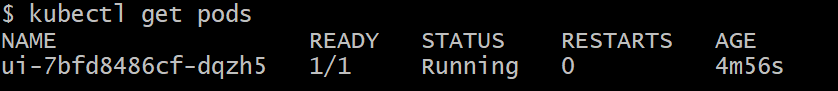 $ kubectl get pods
NAME READY STATUS RESTARTS AGE
ui-7bfd8486cf-dqzh5 1/1 Running 0 4m56s